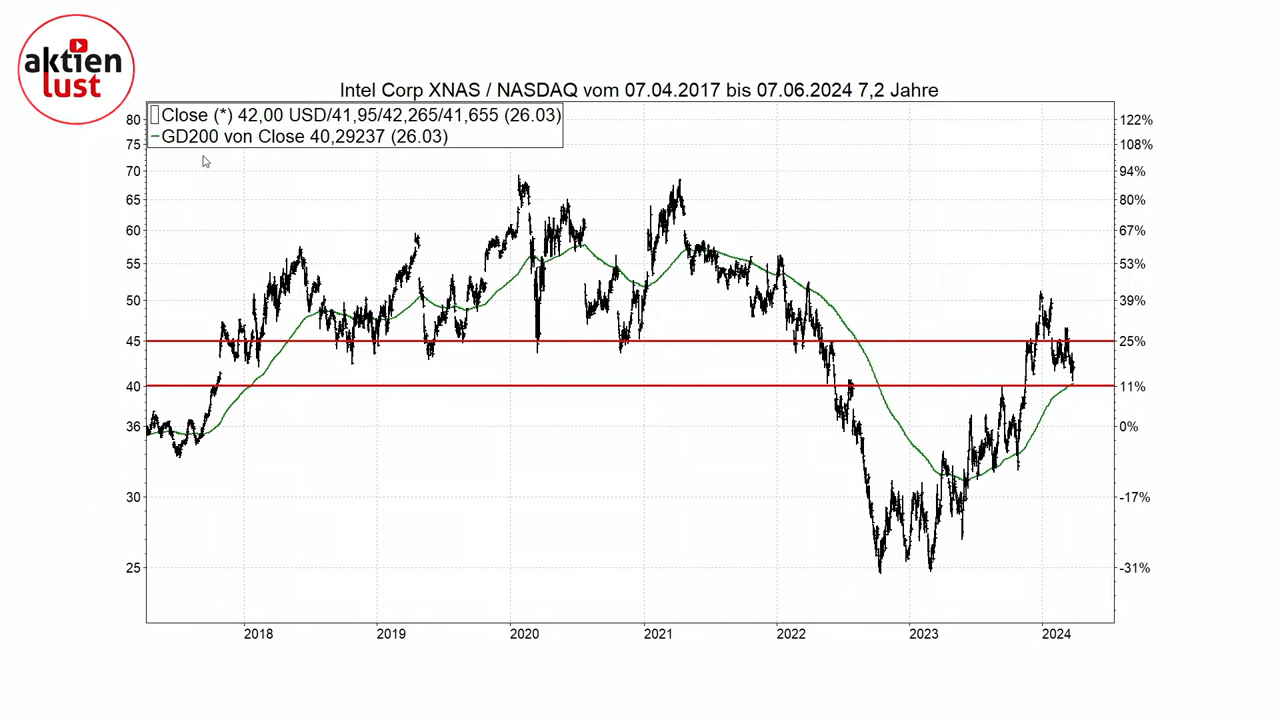 aktien
lust
Intel Corp XNAS / NASDAQ vom 07.04.2017 bis 07.06.2024 7,2 Jahre
Close (*) 42,00 USD/41,95/42,265/41,655 (26.03)
GD200 von Close 40,29237 (26.03)
80 122%
75 108%
70 94%
65 80%
60 67%
55 53%
50 39%
45 25%
40 11%
36 0%
30 -17%
25 -31%
2018 2019 2020 2021 2022 2023 2024